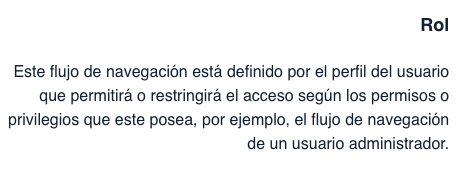 Rol
Este flujo de navegación está definido por el perfil del usuario
que permitirá o restringirá el acceso según los permisos o
privilegios que este posea, por ejemplo, el flujo de navegación
de un usuario administrador.